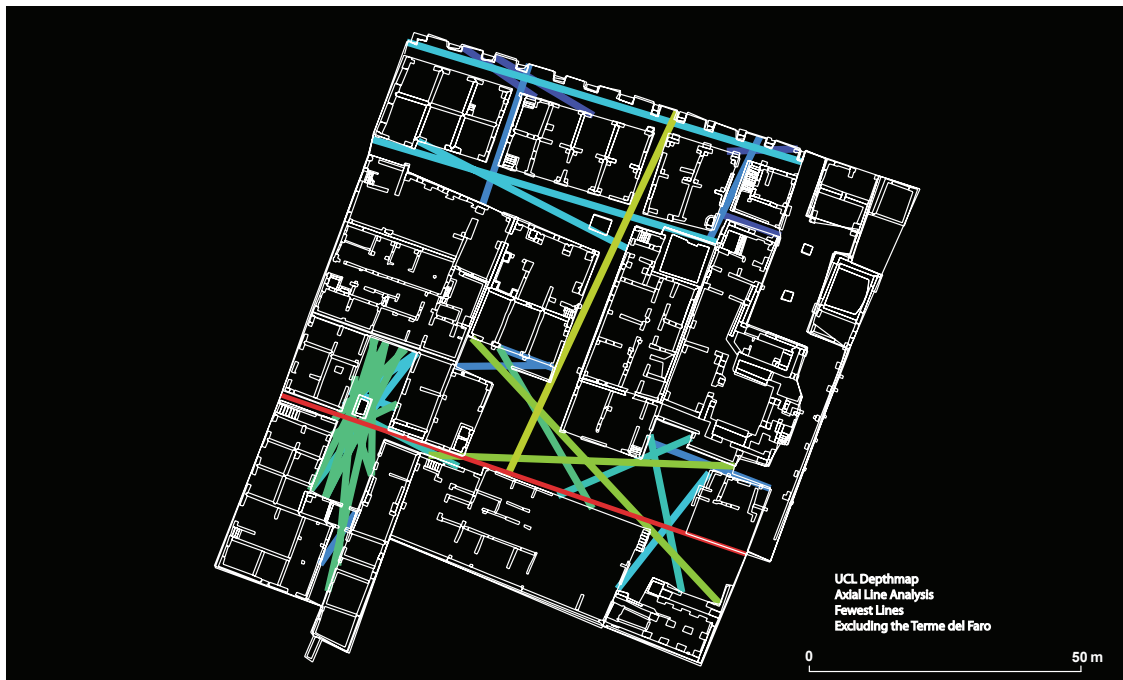 UCL Depthmap
Axial Line Analysis
Fewest Lines
Excluding the Terme del Faro
0 50 m